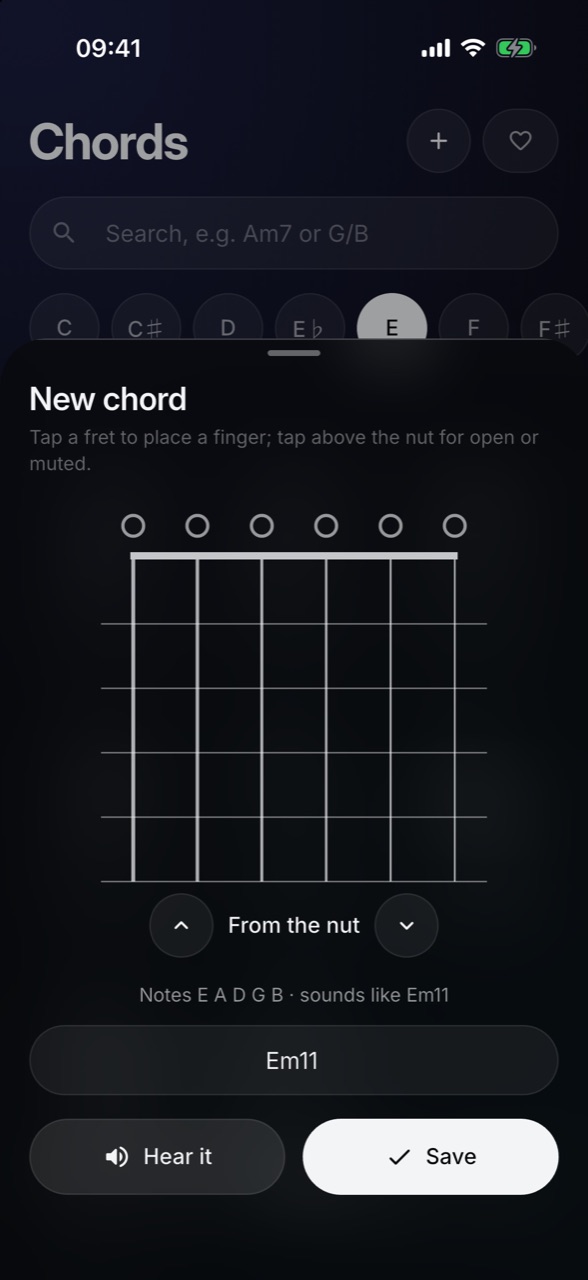 09:41
Chords
Search, e.g. Am7 or G/B
C C♯ D E♭ E F F♯
New chord
Tap a fret to place a finger; tap above the nut for open or
muted.
From the nut
Notes E A D G B · sounds like Em11
Em11
Hear it
Save